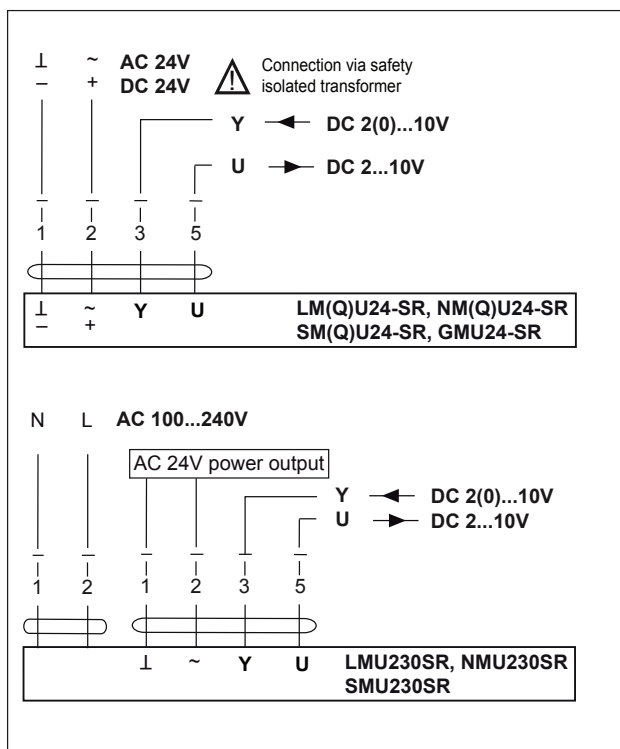 ⊥ ~ AC 24V
– + DC 24V
Connection via safety
isolated transformer
Y DC 2(0)...10V
U DC 2...10V
1 2 3 5
⊥ ~ Y U
– +
LM(Q)U24-SR, NM(Q)U24-SR
SM(Q)U24-SR, GMU24-SR
N L AC 100...240V
AC 24V power output
Y DC 2(0)...10V
U DC 2...10V
1 2 1 2 3 5
⊥ ~ Y U
LMU230SR, NMU230SR
SMU230SR